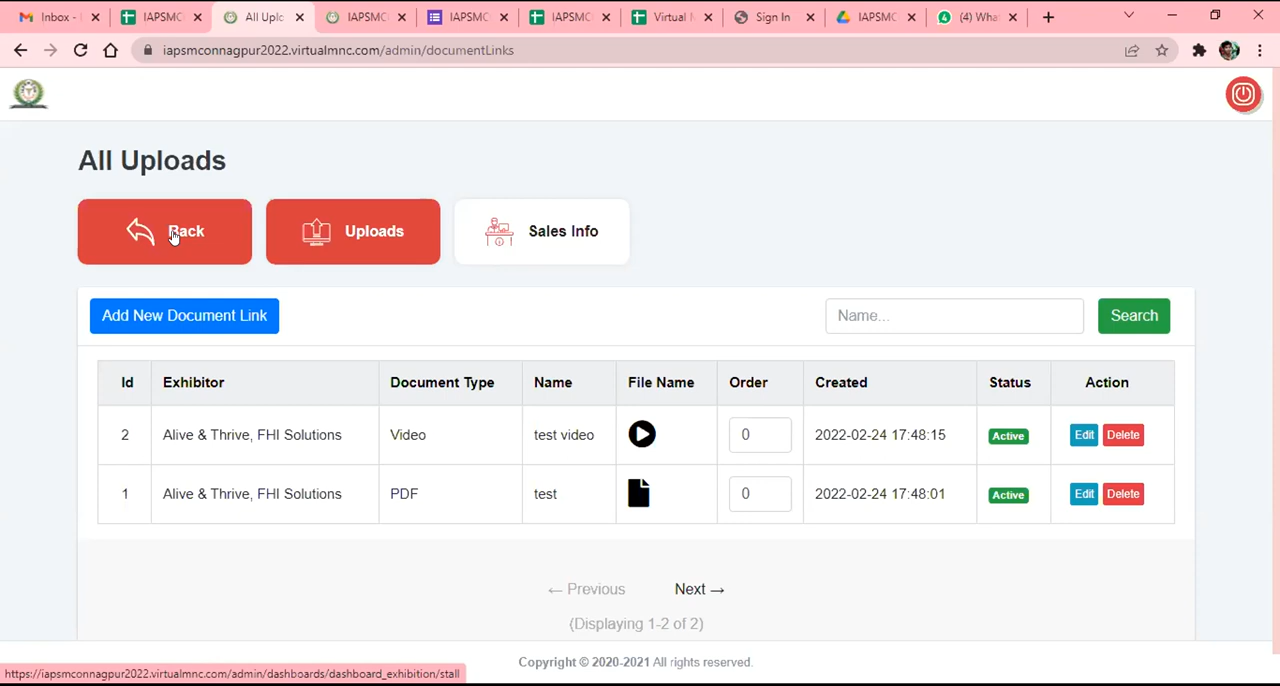 Inbox -
IAPSMC
All Uplo
IAPSMC
IAPSMC
IAPSMC
Virtual M
Sign In
IAPSMC
(4) Wha
iapsmconnagpur2022.virtualmnc.com/admin/documentLinks
All Uploads
Back
Uploads
Sales Info
Add New Document Link
Name...
Search
Id Exhibitor Document Type Name File Name Order Created Status Action
2 Alive & Thrive, FHI Solutions Video test video 0 2022-02-24 17:48:15 Active Edit Delete
1 Alive & Thrive, FHI Solutions PDF test 0 2022-02-24 17:48:01 Active Edit Delete
← Previous Next →
(Displaying 1-2 of 2)
Copyright © 2020-2021 All rights reserved.
https://iapsmconnagpur2022.virtualmnc.com/admin/dashboards/dashboard_exhibition/stall